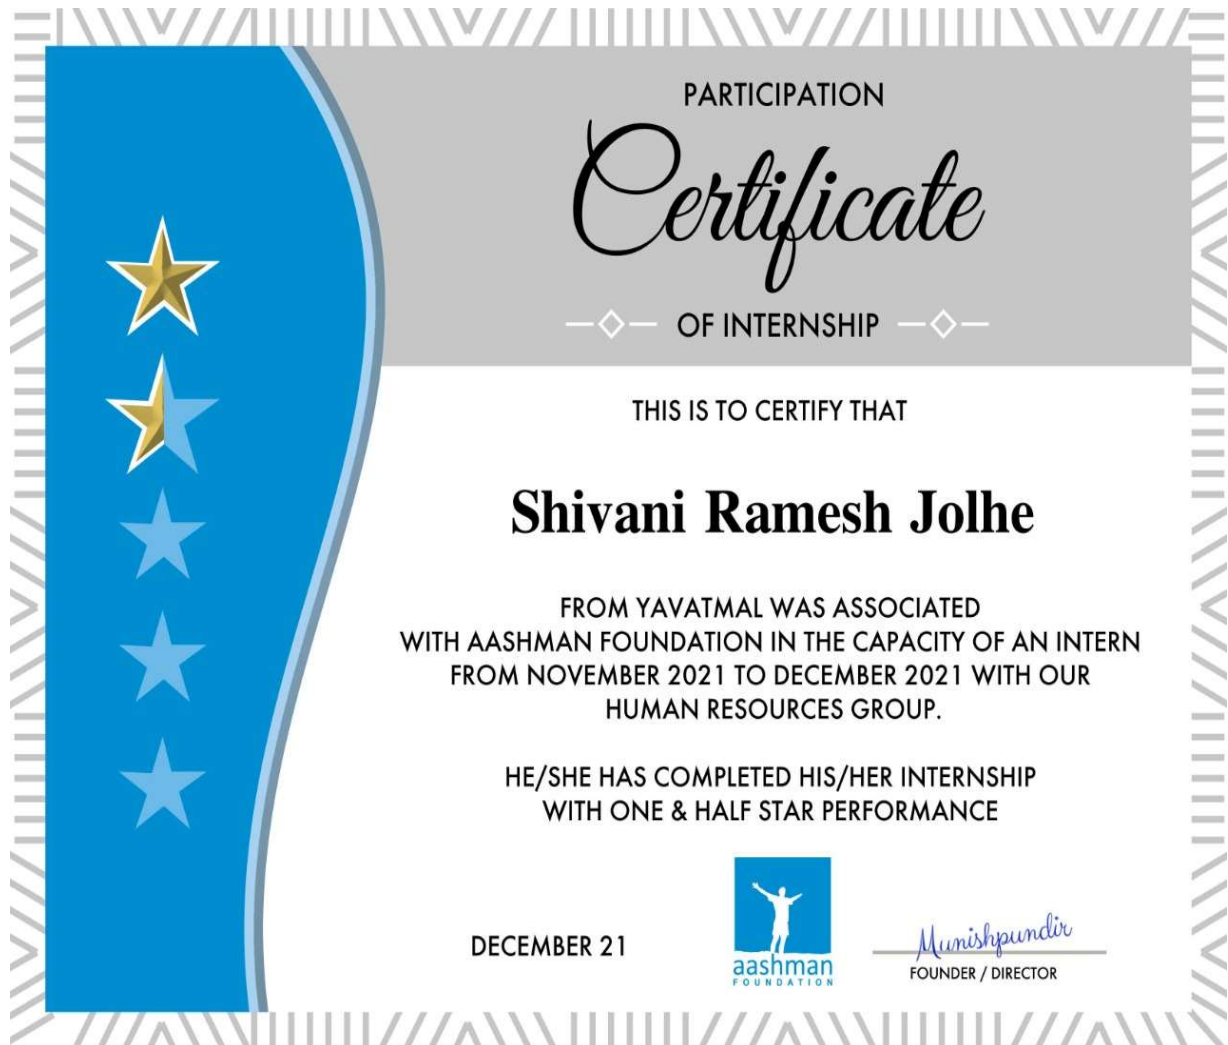 PARTICIPATION
Certificate
OF INTERNSHIP
THIS IS TO CERTIFY THAT
Shivani Ramesh Jolhe
FROM YAVATMAL WAS ASSOCIATED
WITH AASHMAN FOUNDATION IN THE CAPACITY OF AN INTERN
FROM NOVEMBER 2021 TO DECEMBER 2021 WITH OUR
HUMAN RESOURCES GROUP.
HE/SHE HAS COMPLETED HIS/HER INTERNSHIP
WITH ONE & HALF STAR PERFORMANCE
DECEMBER 21
aashman
FOUNDATION
Munishpundir
FOUNDER / DIRECTOR